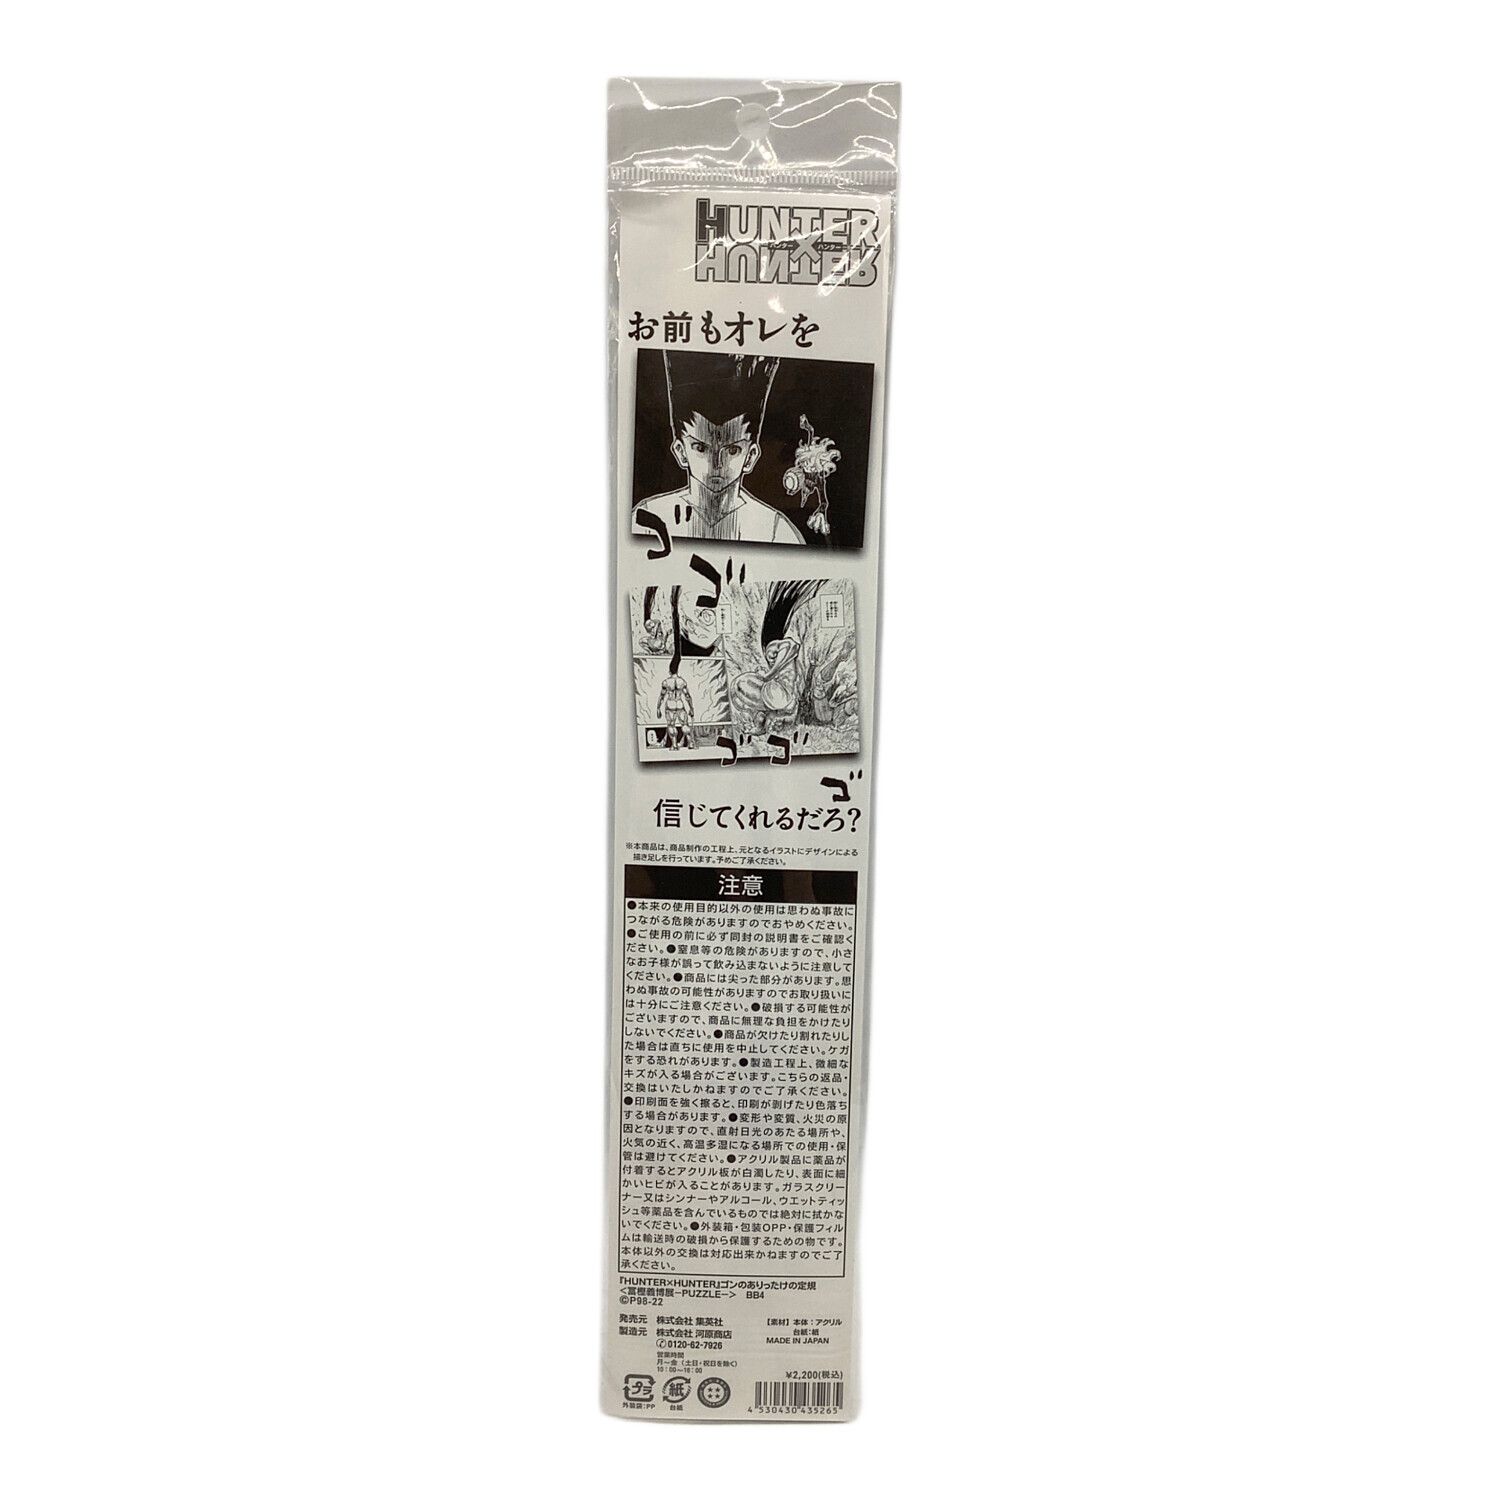 HUNTER
ハンター×ハンター
HUNTER
お前もオレを
ゴ
ゴ
ゴ
ゴ
ゴ
信じてくれるだろ?
※本商品は、商品制作の工程上、元となるイラストにデザインによる
描き足しを行っています。予めご了承ください。
注意
●本来の使用目的以外の使用は思わぬ事故に
つながる危険がありますのでおやめください。
●ご使用の前に必ず同封の説明書をご確認く
ださい。●窒息等の危険がありますので、小さ
なお子様が誤って飲み込まないように注意して
ください。●商品には尖った部分があります。思
わぬ事故の可能性がありますのでお取り扱いに
は十分にご注意ください。●破損する可能性が
ございますので、商品に無理な負担をかけたり
しないでください。●商品が欠けたり割れたりし
た場合は直ちに使用を中止してください。ケガ
をする恐れがあります。●製造工程上、微細な
キズが入る場合がございます。こちらの返品・
交換はいたしかねますのでご了承ください。
●印刷面を強く擦ると、印刷が剥げたり色落ち
する場合があります。●変形や変質、火災の原
因となりますので、直射日光のあたる場所や、
火気の近く、高温多湿になる場所での使用・保
管は避けてください。●アクリル製品に薬品が
付着するとアクリル板が白濁したり、表面に細
かいヒビが入ることがあります。ガラスクリー
ナー又はシンナーやアルコール、ウエットティッ
シュ等薬品を含んでいるものでは絶対に拭かな
いでください。●外装箱・包装OPP・保護フィル
ムは輸送時の破損から保護するための物です。
本体以外の交換は対応出来かねますのでご了
承ください。
『HUNTER×HUNTER』ゴンのありったけの定規
<冨樫義博展－PUZZLE－> BB4
©P98-22
発売元 株式会社 集英社
製造元 株式会社 河原商店
0120-62-7926
営業時間
月～金 (土日・祝日を除く)
10:00～16:00
【素材】本体:アクリル
台紙:紙
MADE IN JAPAN
¥2,200(税込)
プラ
外装袋:PP
紙
台紙
4 530430 435265